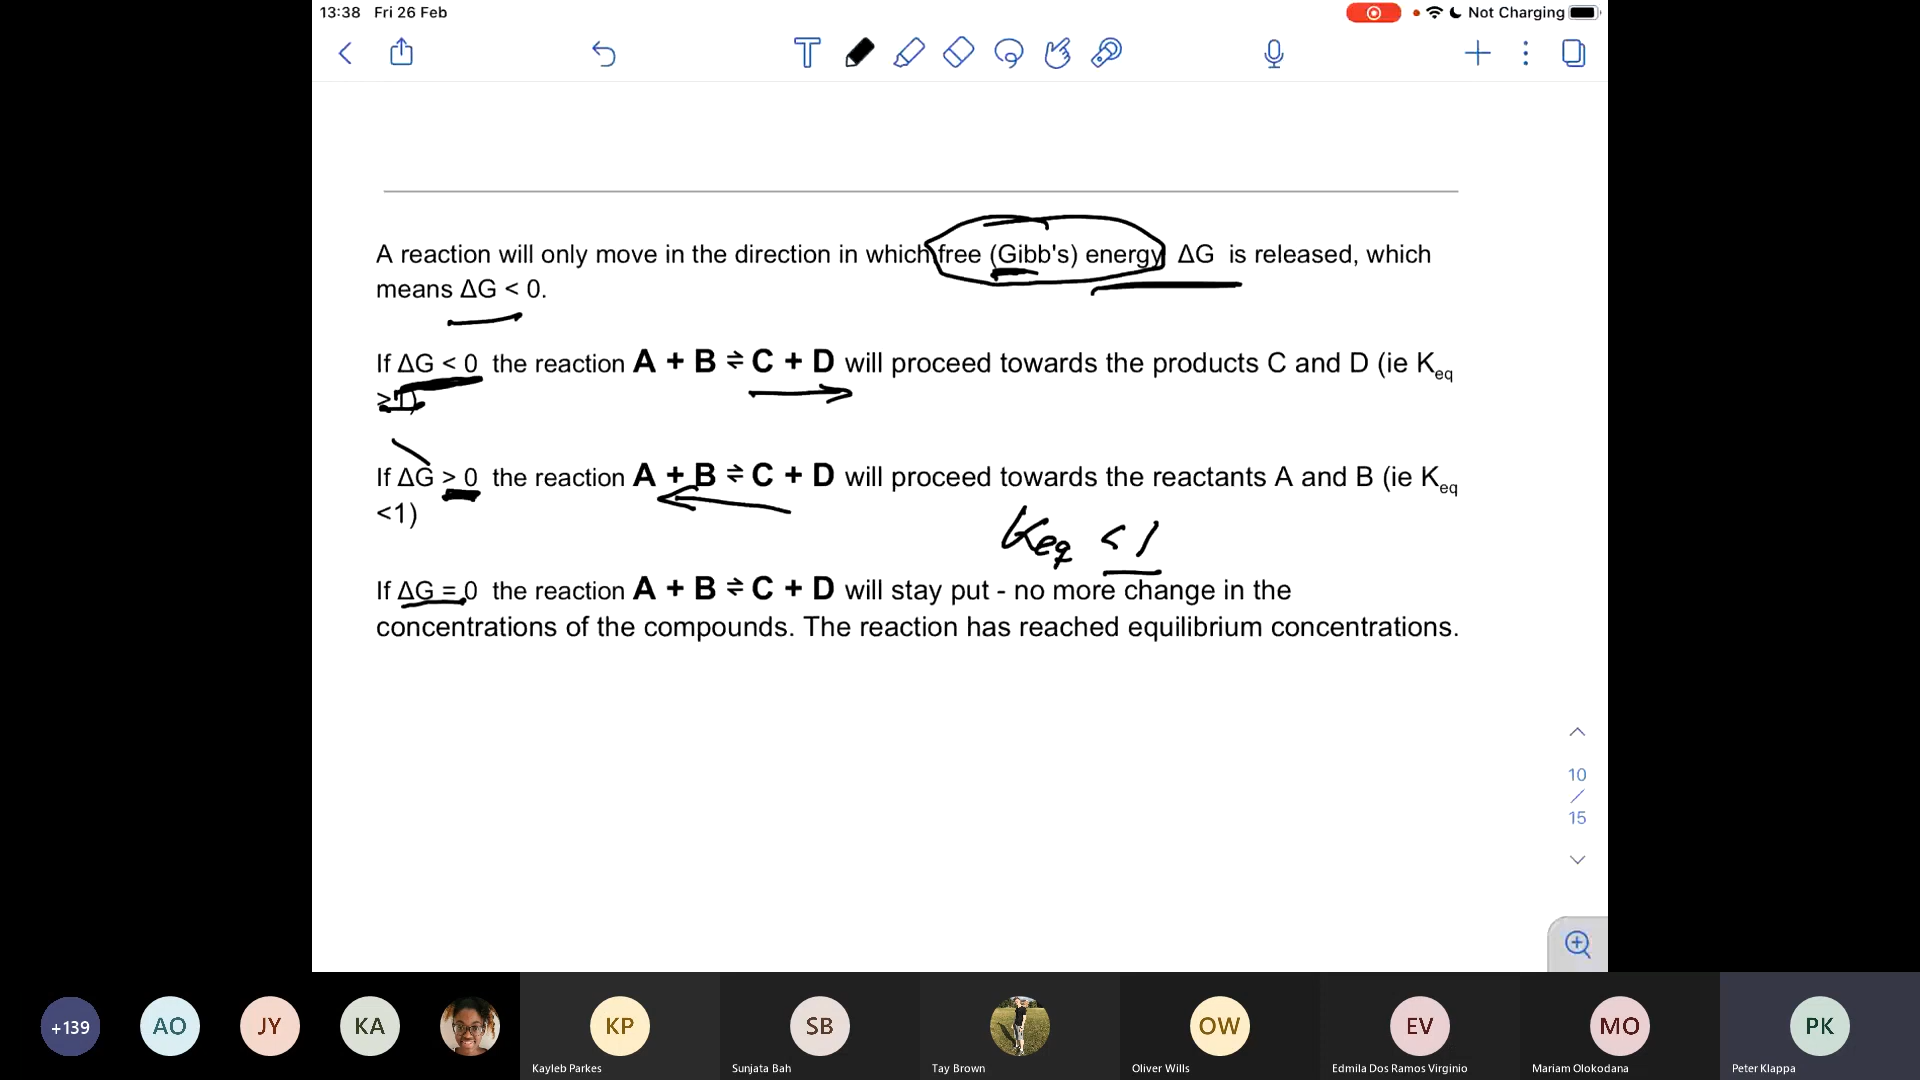 13:38 Fri 26 Feb
Not Charging
A reaction will only move in the direction in which free (Gibb's) energy ΔG is released, which
means ΔG < 0.
If ΔG < 0 the reaction A + B ⇌ C + D will proceed towards the products C and D (ie Keq
>1)
If ΔG > 0 the reaction A + B ⇌ C + D will proceed towards the reactants A and B (ie Keq
<1)
Keq < 1
If ΔG = 0 the reaction A + B ⇌ C + D will stay put - no more change in the
concentrations of the compounds. The reaction has reached equilibrium concentrations.
10
/
15
+139
AO
JY
KA
KP
SB
OW
EV
MO
PK
Kayleb Parkes
Sunjata Bah
Tay Brown
Oliver Wills
Edmila Dos Ramos Virginio
Mariam Olokodana
Peter Klappa